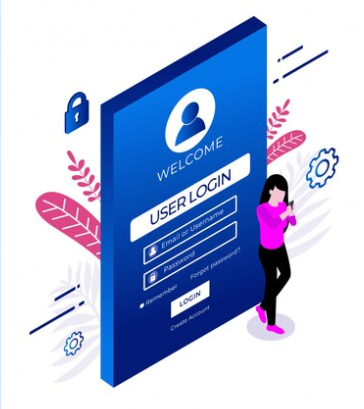 WELCOME
USER LOGIN
Email or Username
Password
Remember Forgot password?
LOGIN
Create Account